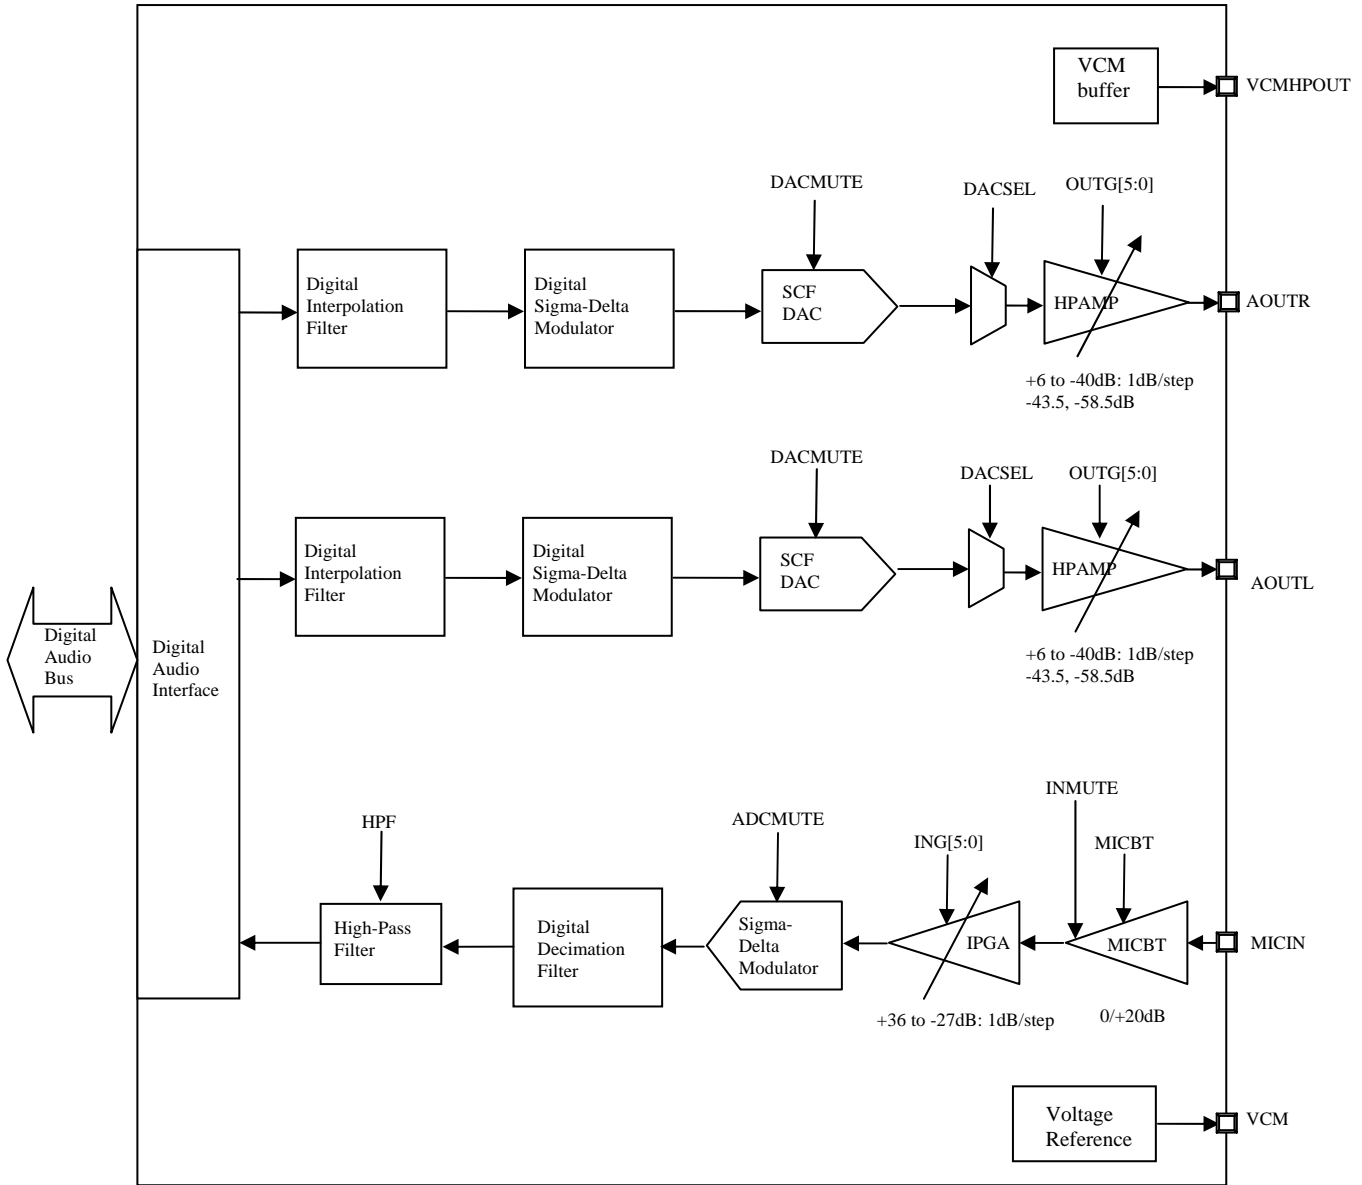 VCM
buffer
VCMHPOUT
DACMUTE
DACSEL
OUTG[5:0]
Digital
Interpolation
Filter
Digital
Sigma-Delta
Modulator
SCF
DAC
HPAMP
AOUTR
+6 to -40dB: 1dB/step
-43.5, -58.5dB
DACMUTE
DACSEL
OUTG[5:0]
Digital
Interpolation
Filter
Digital
Sigma-Delta
Modulator
SCF
DAC
HPAMP
AOUTL
+6 to -40dB: 1dB/step
-43.5, -58.5dB
Digital
Audio
Bus
Digital
Audio
Interface
HPF
ADCMUTE
ING[5:0]
INMUTE
MICBT
High-Pass
Filter
Digital
Decimation
Filter
Sigma-
Delta
Modulator
IPGA
MICBT
MICIN
+36 to -27dB: 1dB/step
0/+20dB
Voltage
Reference
VCM